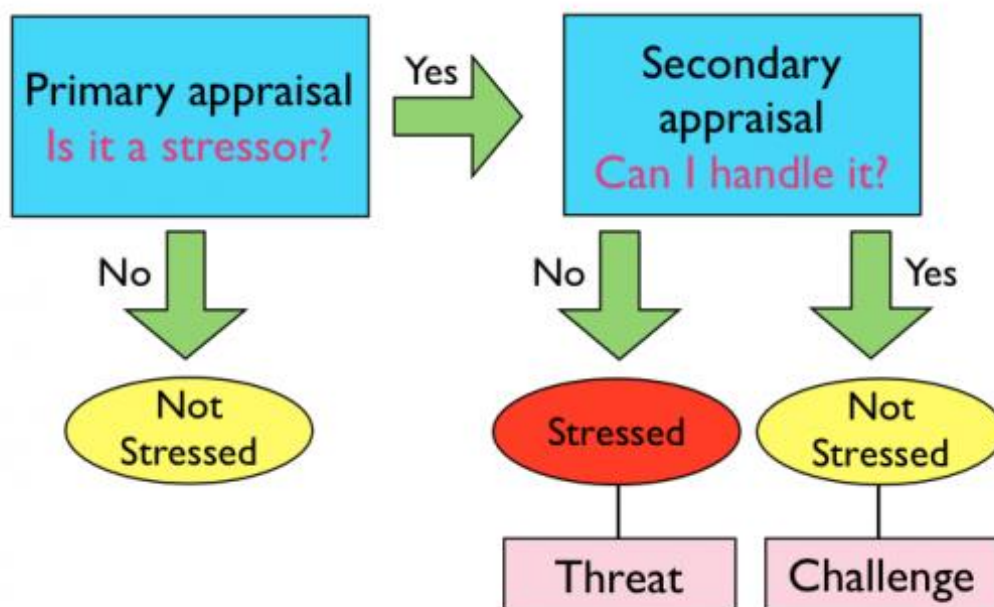 Primary appraisal
Is it a stressor?
Yes
Secondary
appraisal
Can I handle it?
No
No
Yes
Not
Stressed
Stressed
Not
Stressed
Threat
Challenge